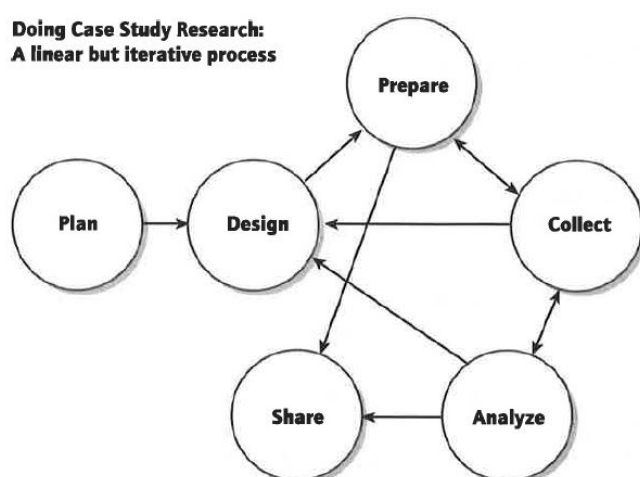 Doing Case Study Research:
A linear but iterative process
Prepare
Plan
Design
Collect
Share
Analyze